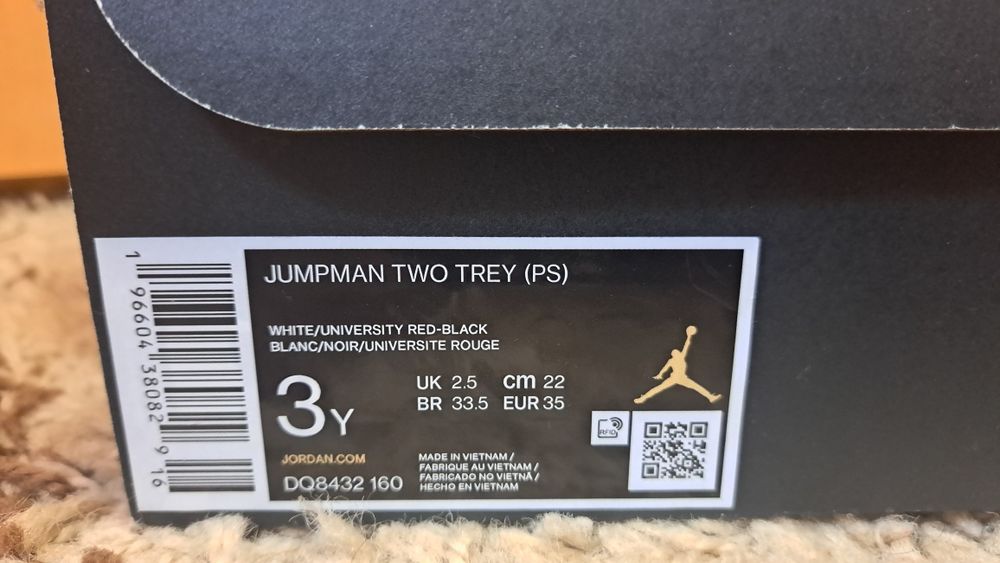 JUMPMAN TWO TREY (PS)
WHITE/UNIVERSITY RED-BLACK
BLANC/NOIR/UNIVERSITE ROUGE
3Y
UK 2.5 cm 22
BR 33.5 EUR 35
RFID
JORDAN.COM
DQ8432 160
MADE IN VIETNAM /
FABRIQUE AU VIETNAM /
FABRICADO NO VIETNÃ /
HECHO EN VIETNAM
1 96604 38082 9 16